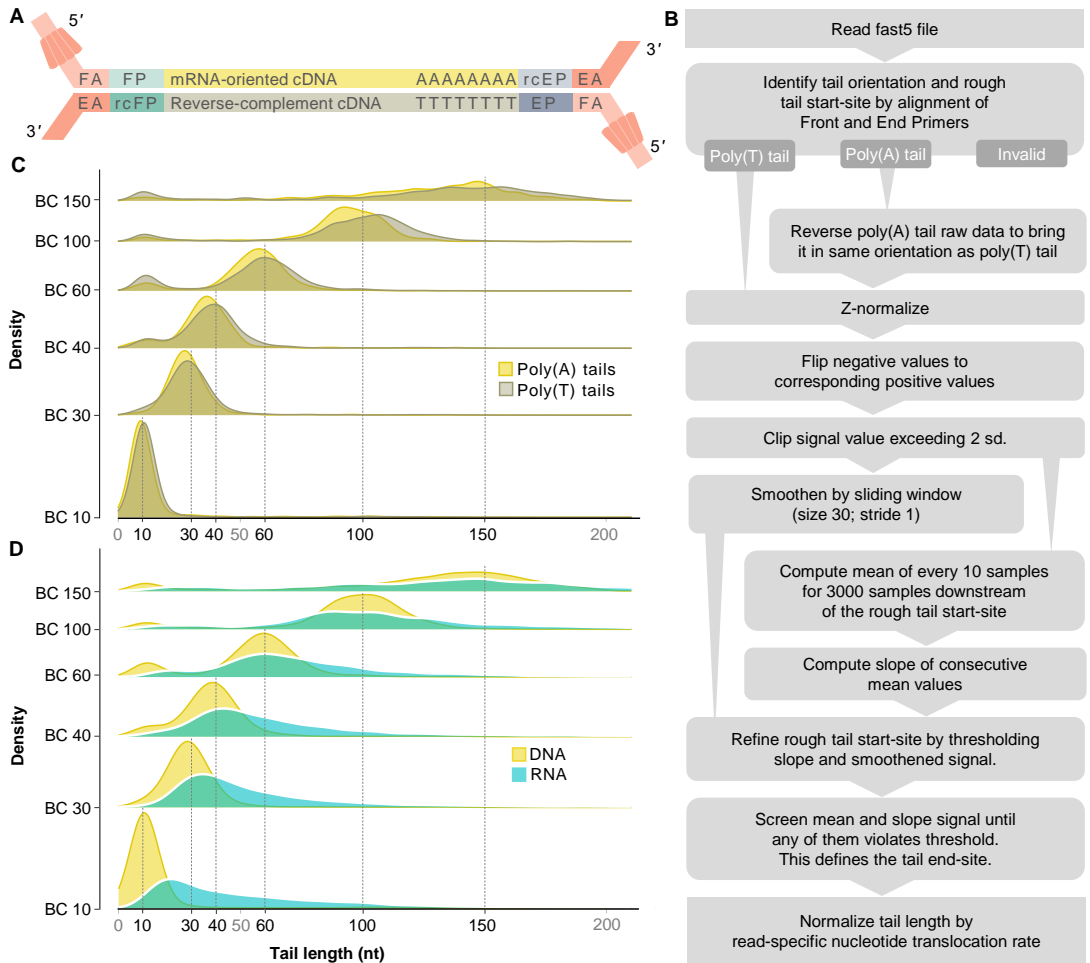 A
5′
3′
FA FP mRNA-oriented cDNA AAAAAAAA rcEP EA
EA rcFP Reverse-complement cDNA TTTTTTTT EP FA
3′
5′
B
Read fast5 file
Identify tail orientation and rough
tail start-site by alignment of
Front and End Primers
Poly(T) tail Poly(A) tail Invalid
Reverse poly(A) tail raw data to bring
it in same orientation as poly(T) tail
Z-normalize
Flip negative values to
corresponding positive values
Clip signal value exceeding 2 sd.
Smoothen by sliding window
(size 30; stride 1)
Compute mean of every 10 samples
for 3000 samples downstream
of the rough tail start-site
Compute slope of consecutive
mean values
Refine rough tail start-site by thresholding
slope and smoothened signal.
Screen mean and slope signal until
any of them violates threshold.
This defines the tail end-site.
Normalize tail length by
read-specific nucleotide translocation rate
C
BC 150
BC 100
BC 60
BC 40
BC 30
BC 10
Density
Poly(A) tails
Poly(T) tails
0 10 30 40 50 60 100 150 200
D
BC 150
BC 100
BC 60
BC 40
BC 30
BC 10
Density
DNA
RNA
0 10 30 40 50 60 100 150 200
Tail length (nt)